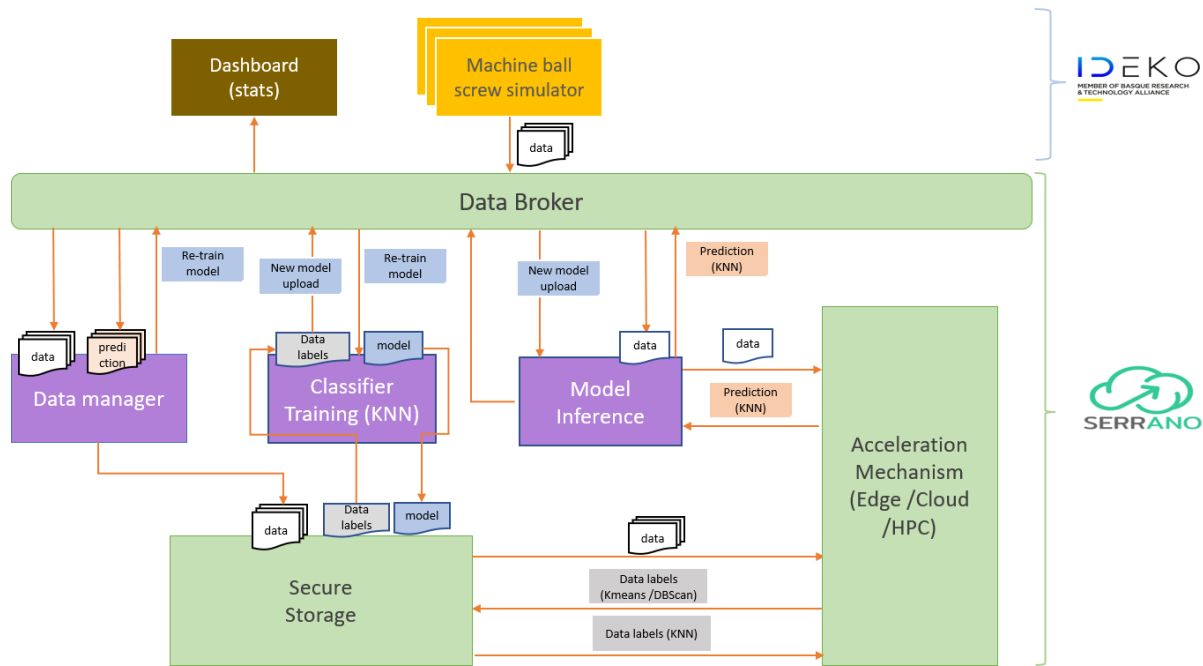 Dashboard
(stats)
Machine ball
screw simulator
IDEKO
MEMBER OF BASQUE RESEARCH
& TECHNOLOGY ALLIANCE
data
Data Broker
Re-train
model
New model
upload
Re-train
model
New model
upload
Prediction
(KNN)
data
predi
ction
Data
labels
model
data
data
Data manager
Classifier
Training (KNN)
Model
Inference
Prediction
(KNN)
SERRANO
Acceleration
Mechanism
(Edge /Cloud
/HPC)
data
Data
labels
model
data
Secure
Storage
Data labels
(Kmeans /DBScan)
Data labels (KNN)